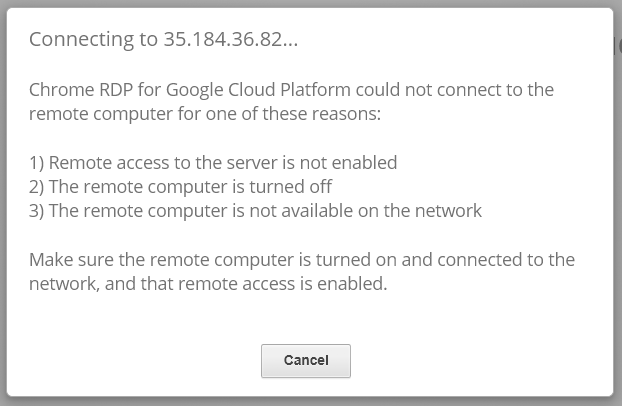 Connecting to 35.184.36.82...
Chrome RDP for Google Cloud Platform could not connect to the
remote computer for one of these reasons:
1) Remote access to the server is not enabled
2) The remote computer is turned off
3) The remote computer is not available on the network
Make sure the remote computer is turned on and connected to the
network, and that remote access is enabled.
Cancel